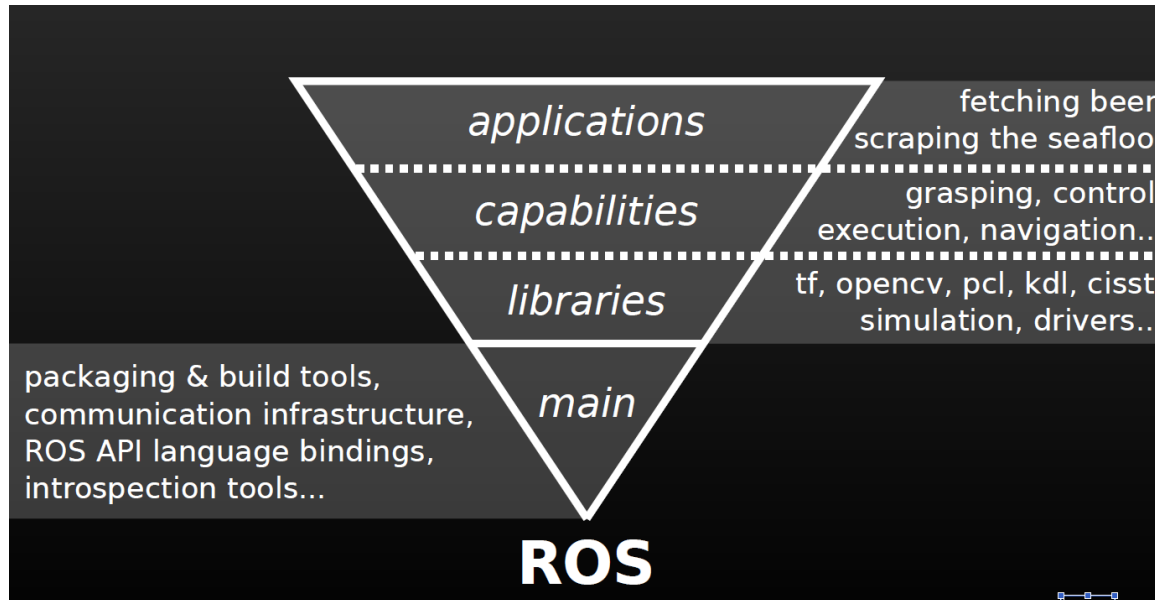 applications
fetching beer
scraping the seafloo
capabilities
grasping, control
execution, navigation..
libraries
tf, opencv, pcl, kdl, cisst
simulation, drivers..
main
packaging & build tools,
communication infrastructure,
ROS API language bindings,
introspection tools...
ROS